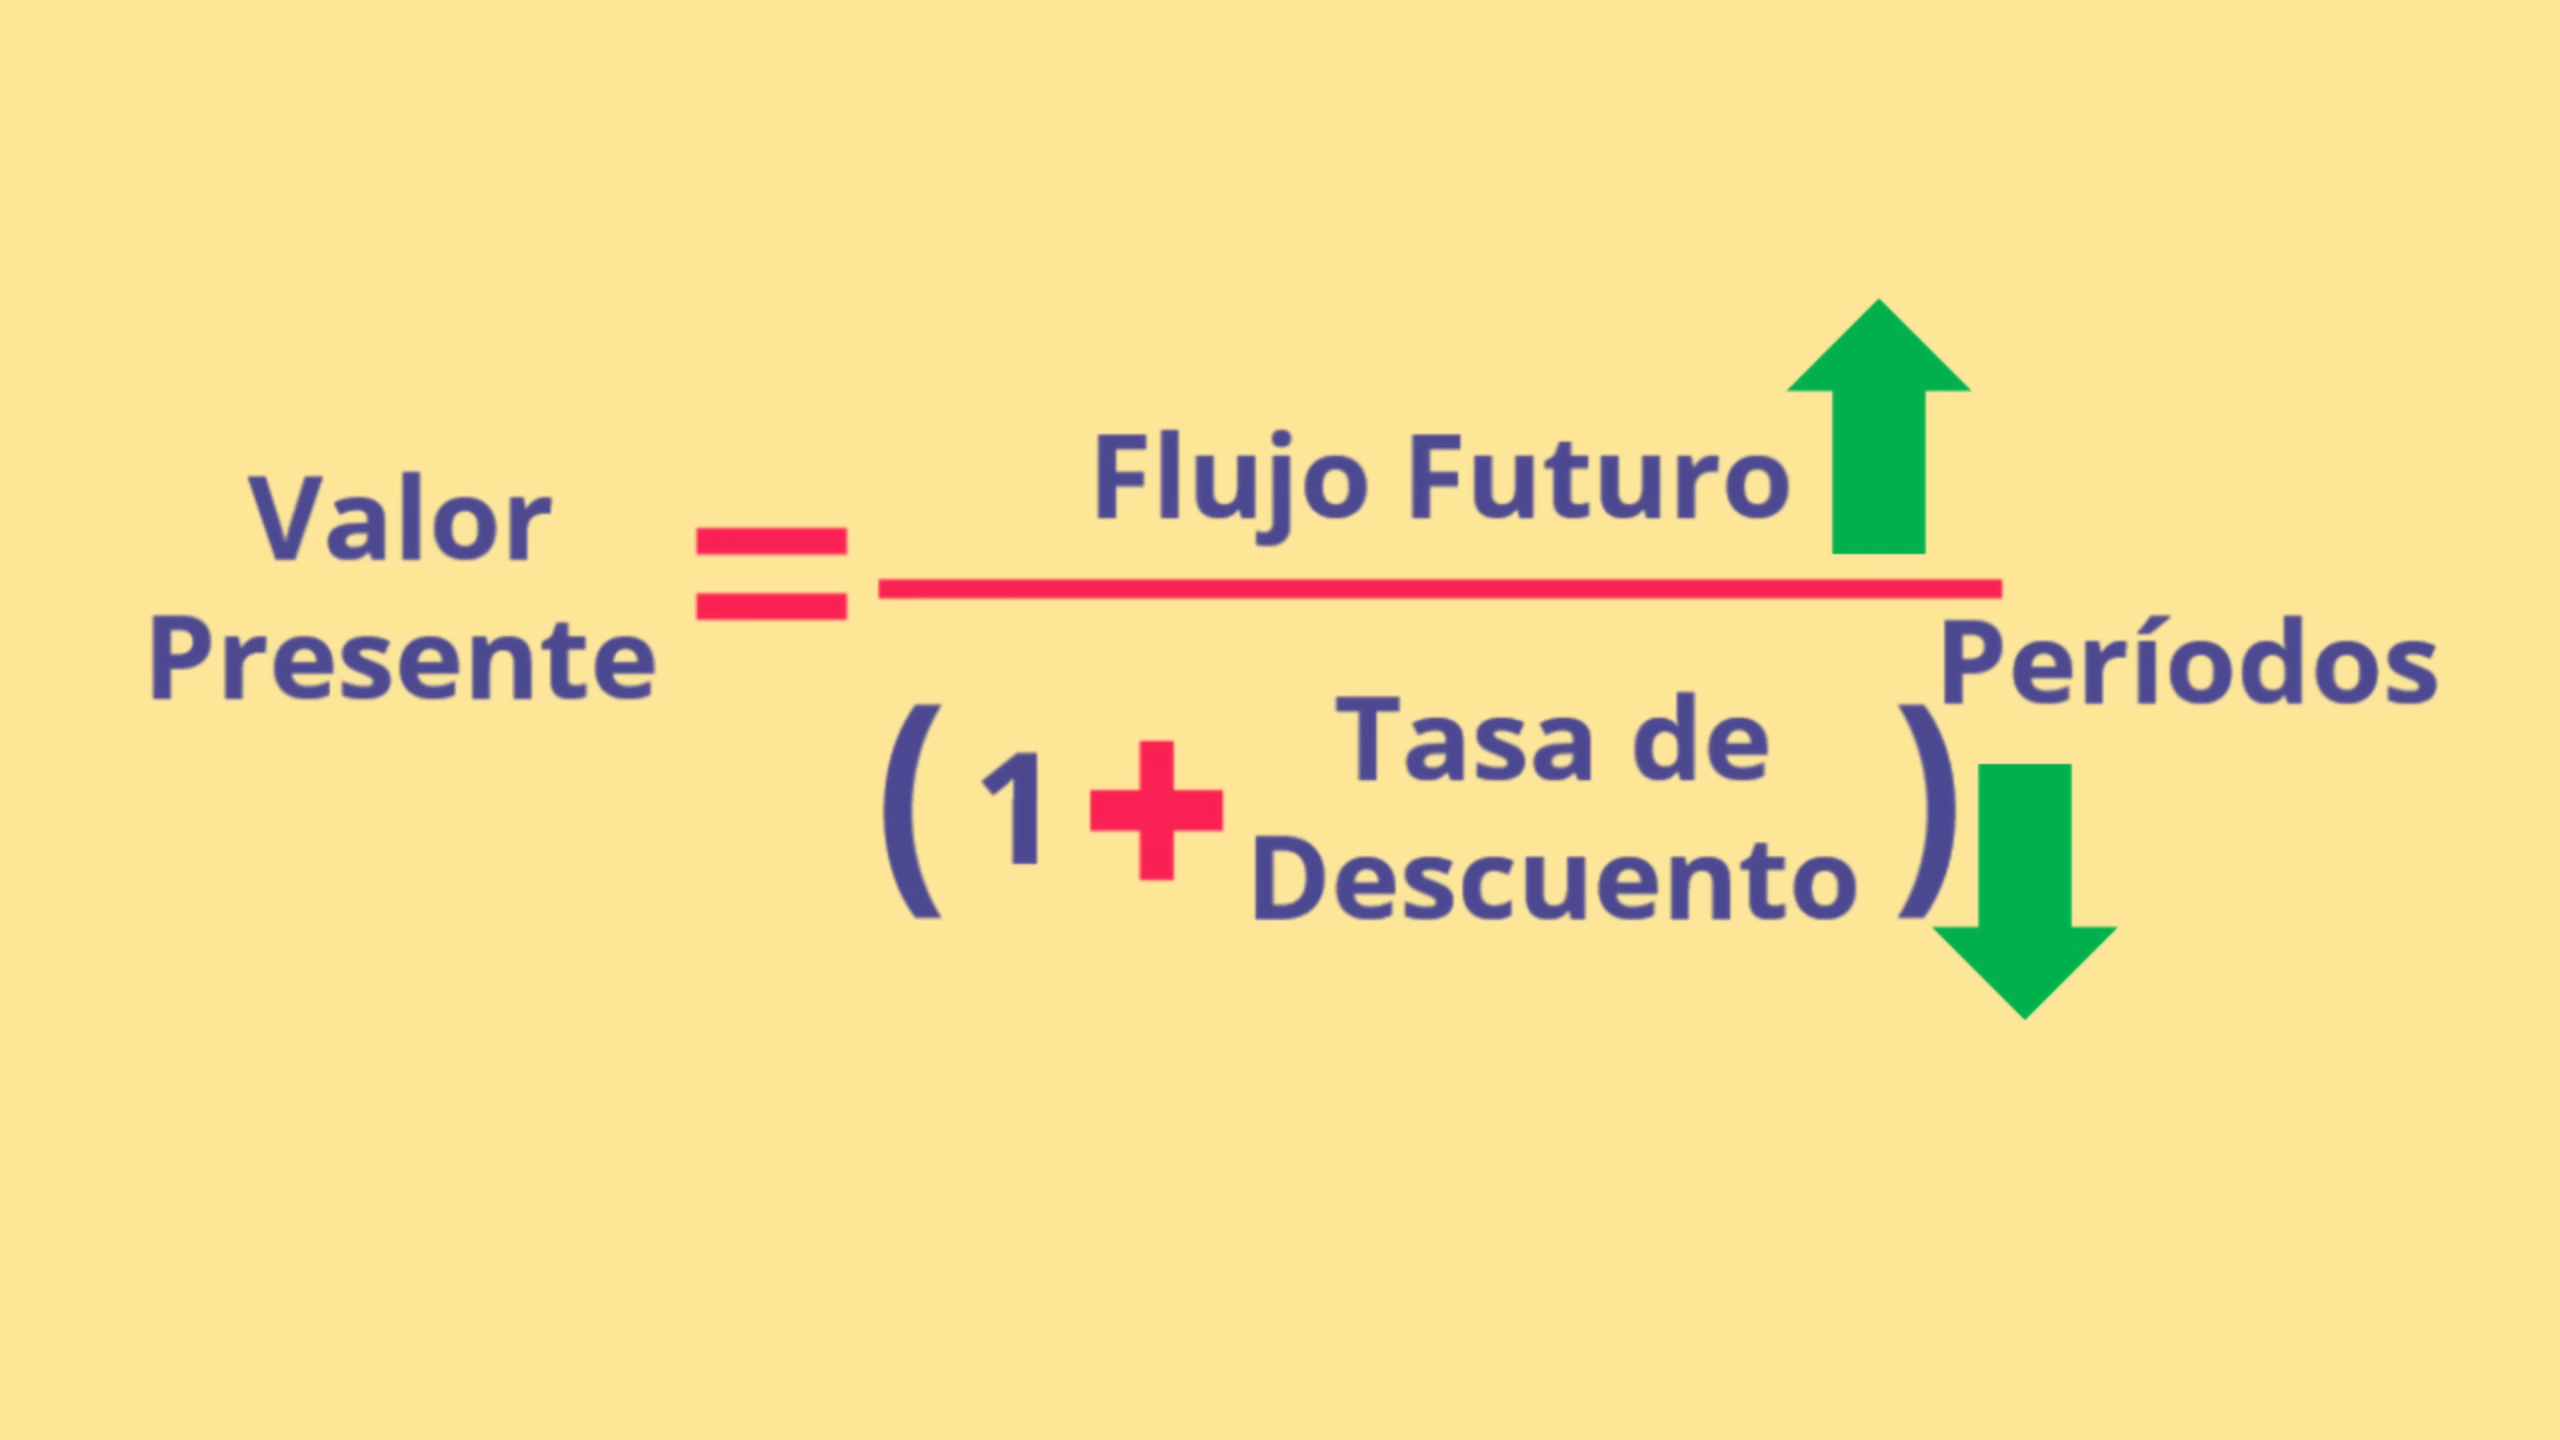 Valor
Presente
=
Flujo Futuro
Períodos
( 1 + Tasa de
Descuento )